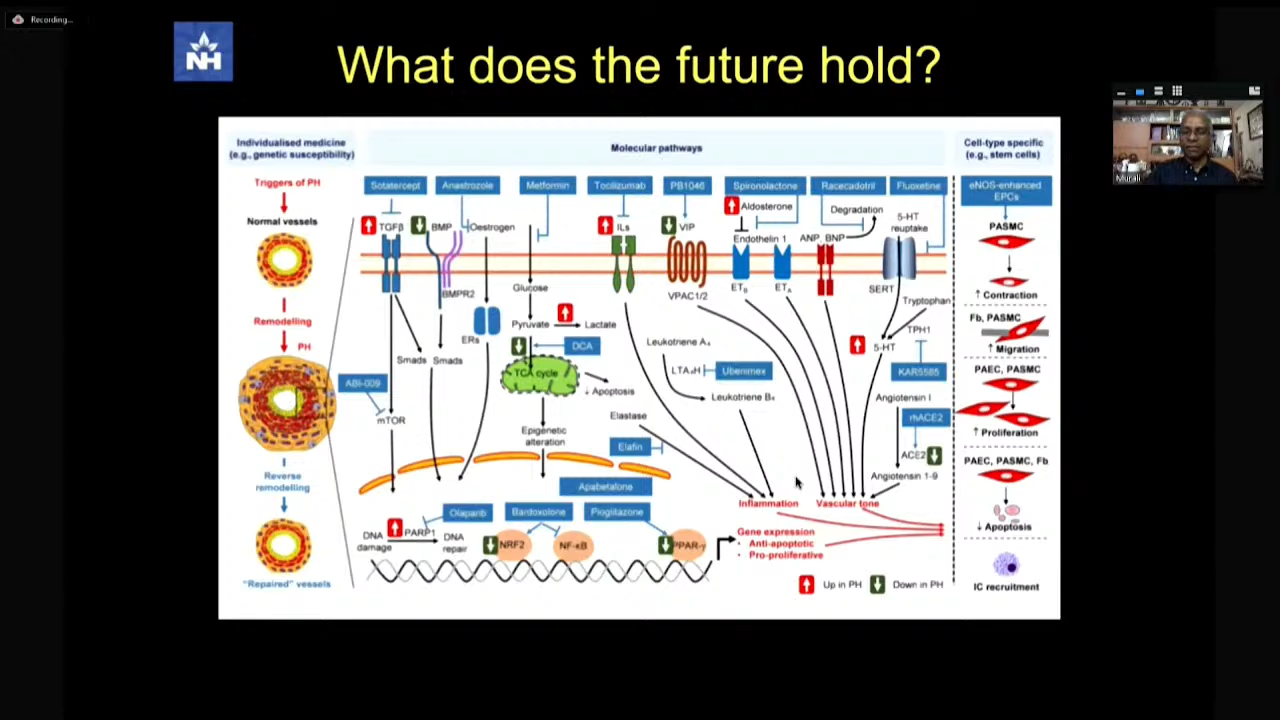 Recording...
NH
What does the future hold?
Murali
Individualised medicine
(e.g., genetic susceptibility)
Triggers of PH
Normal vessels
Remodelling
PH
Reverse
remodelling
"Repaired" vessels
Molecular pathways
Sotatercept
Anastrozole
Metformin
Tocilizumab
PB1046
Spironolactone
Racecadotril
Fluoxetine
TGFβ
BMP
Oestrogen
ILs
VIP
Aldosterone
Degradation
5-HT
reuptake
Endothelin 1
ANP, BNP
BMPR2
Glucose
VPAC1/2
ETB
ETA
SERT
Tryptophan
ERs
Pyruvate
Lactate
TPH1
5-HT
Smads
Smads
DCA
Leukotriene A₄
TCA cycle
LTA₄H
Ubenimex
KAR5585
ABI-009
↓ Apoptosis
Leukotriene B₄
Angiotensin I
mTOR
Elastase
rhACE2
Epigenetic
alteration
Elafin
ACE2
Angiotensin 1-9
Apabetalone
Inflammation
Vascular tone
Olaparib
Bardoxolone
Pioglitazone
DNA
damage
PARP1
DNA
repair
NRF2
NF-κB
PPAR-γ
Gene expression
• Anti-apoptotic
• Pro-proliferative
Up in PH
Down in PH
Cell-type specific
(e.g., stem cells)
eNOS-enhanced
EPCs
PASMC
↑ Contraction
Fb, PASMC
↑ Migration
PAEC, PASMC
↑ Proliferation
PAEC, PASMC, Fb
↓ Apoptosis
IC recruitment